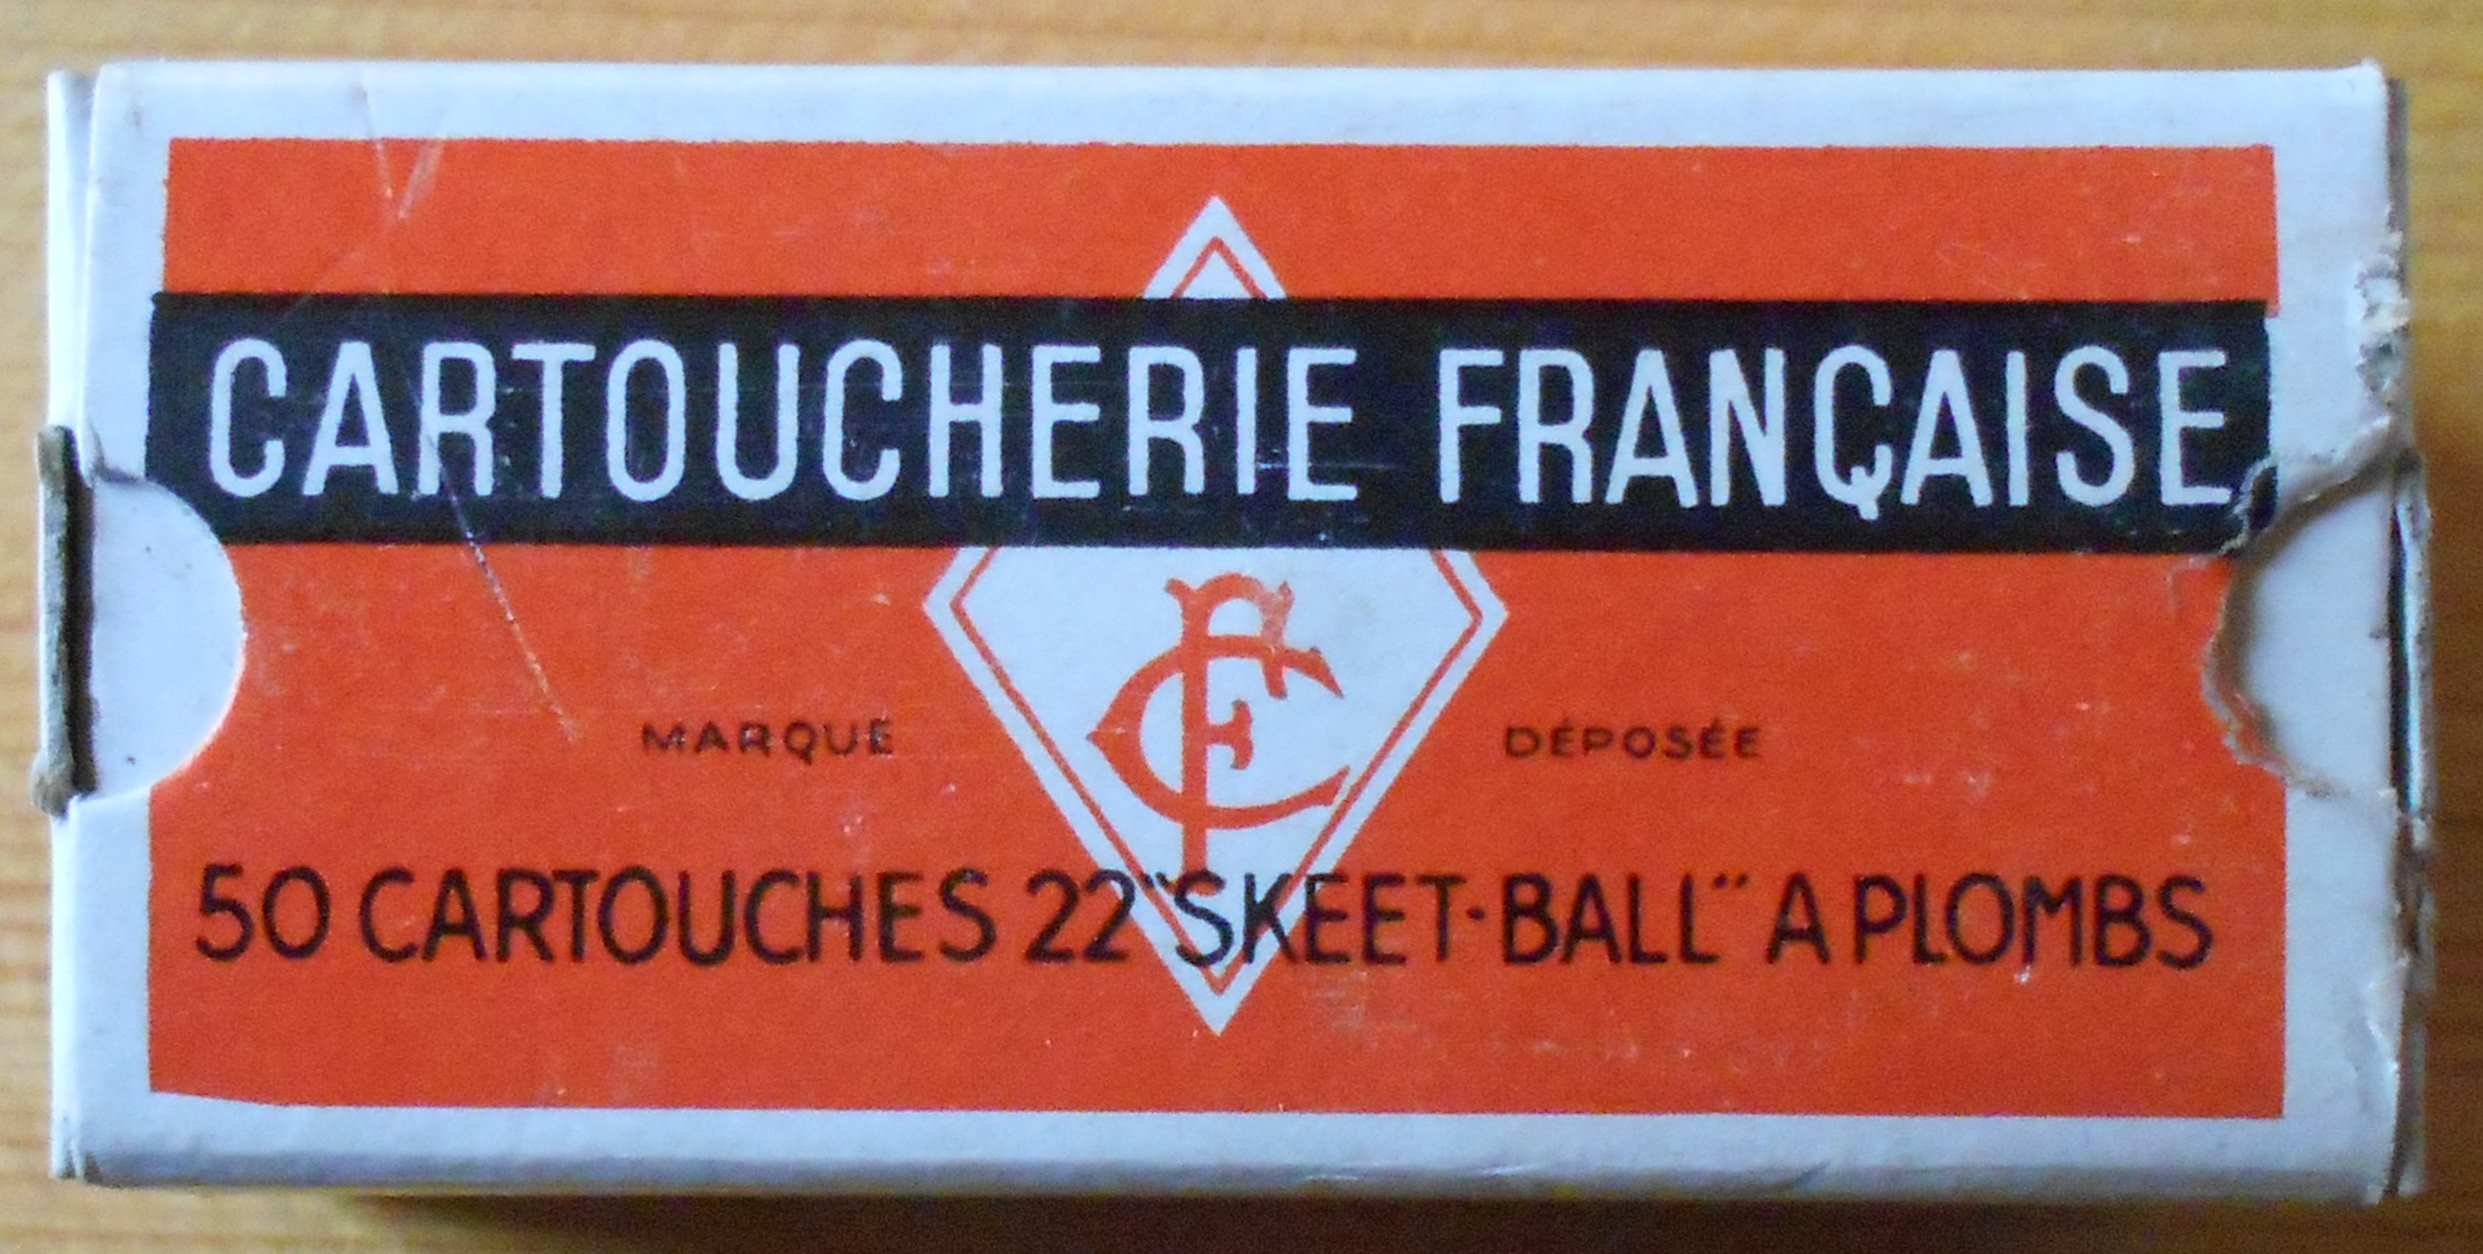 CARTOUCHERIE FRANÇAISE
CF
MARQUE DÉPOSÉE
50 CARTOUCHES 22 "SKEET-BALL" A PLOMBS